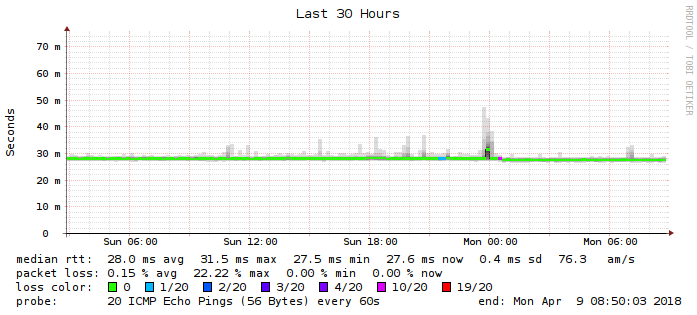 Last 30 Hours
RRDTOOL / TOBI OETIKER
Seconds
70 m
60 m
50 m
40 m
30 m
20 m
10 m
0
Sun 06:00 Sun 12:00 Sun 18:00 Mon 00:00 Mon 06:00
median rtt: 28.0 ms avg 31.5 ms max 27.5 ms min 27.6 ms now 0.4 ms sd 76.3 am/s
packet loss: 0.15 % avg 22.22 % max 0.00 % min 0.00 % now
loss color: 0 1/20 2/20 3/20 4/20 10/20 19/20
probe: 20 ICMP Echo Pings (56 Bytes) every 60s end: Mon Apr 9 08:50:03 2018